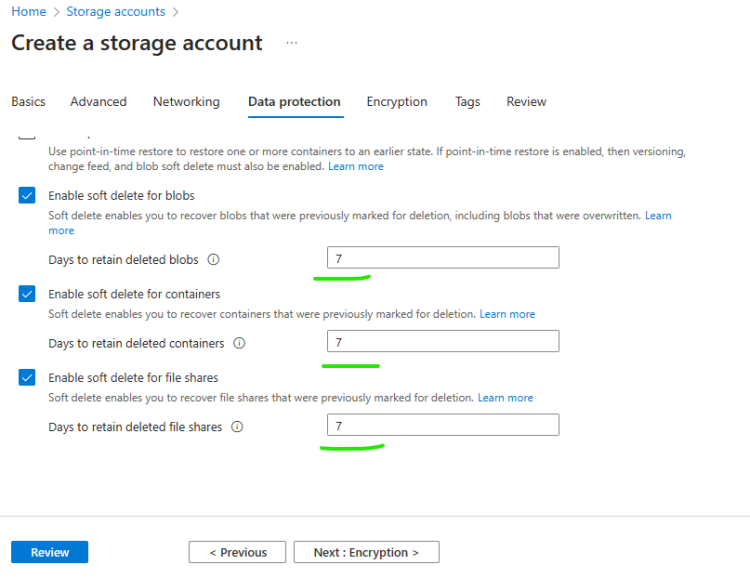 Home > Storage accounts >
Create a storage account ...
Basics Advanced Networking Data protection Encryption Tags Review
Use point-in-time restore to restore one or more containers to an earlier state. If point-in-time restore is enabled, then versioning,
change feed, and blob soft delete must also be enabled. Learn more
Enable soft delete for blobs
Soft delete enables you to recover blobs that were previously marked for deletion, including blobs that were overwritten. Learn
more
Days to retain deleted blobs 7
Enable soft delete for containers
Soft delete enables you to recover containers that were previously marked for deletion. Learn more
Days to retain deleted containers 7
Enable soft delete for file shares
Soft delete enables you to recover file shares that were previously marked for deletion. Learn more
Days to retain deleted file shares 7
Review < Previous Next : Encryption >